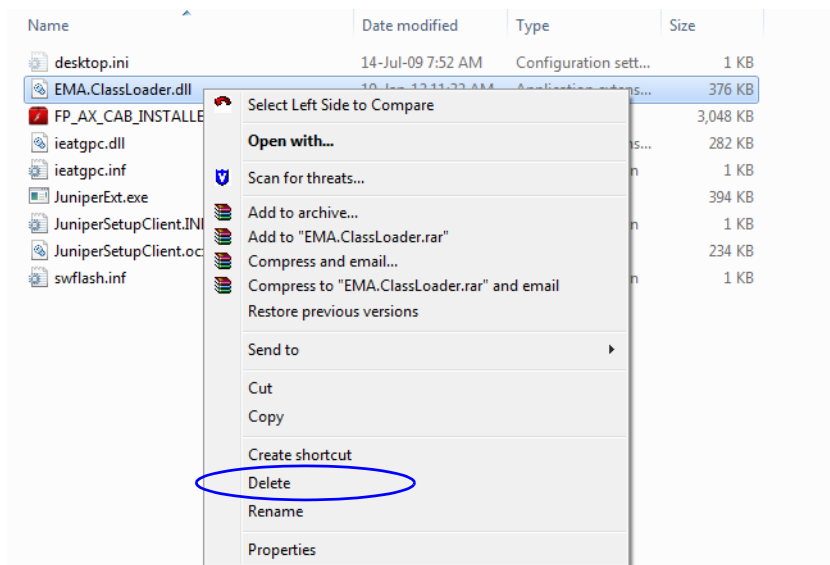 Name Date modified Type Size
desktop.ini 14-Jul-09 7:52 AM Configuration sett... 1 KB
EMA.ClassLoader.dll 376 KB
FP_AX_CAB_INSTALLE 3,048 KB
ieatgpc.dll 282 KB
ieatgpc.inf 1 KB
JuniperExt.exe 394 KB
JuniperSetupClient.INI 1 KB
JuniperSetupClient.oc 234 KB
swflash.inf 1 KB
Select Left Side to Compare
Open with...
Scan for threats...
Add to archive...
Add to "EMA.ClassLoader.rar"
Compress and email...
Compress to "EMA.ClassLoader.rar" and email
Restore previous versions
Send to
Cut
Copy
Create shortcut
Delete
Rename
Properties